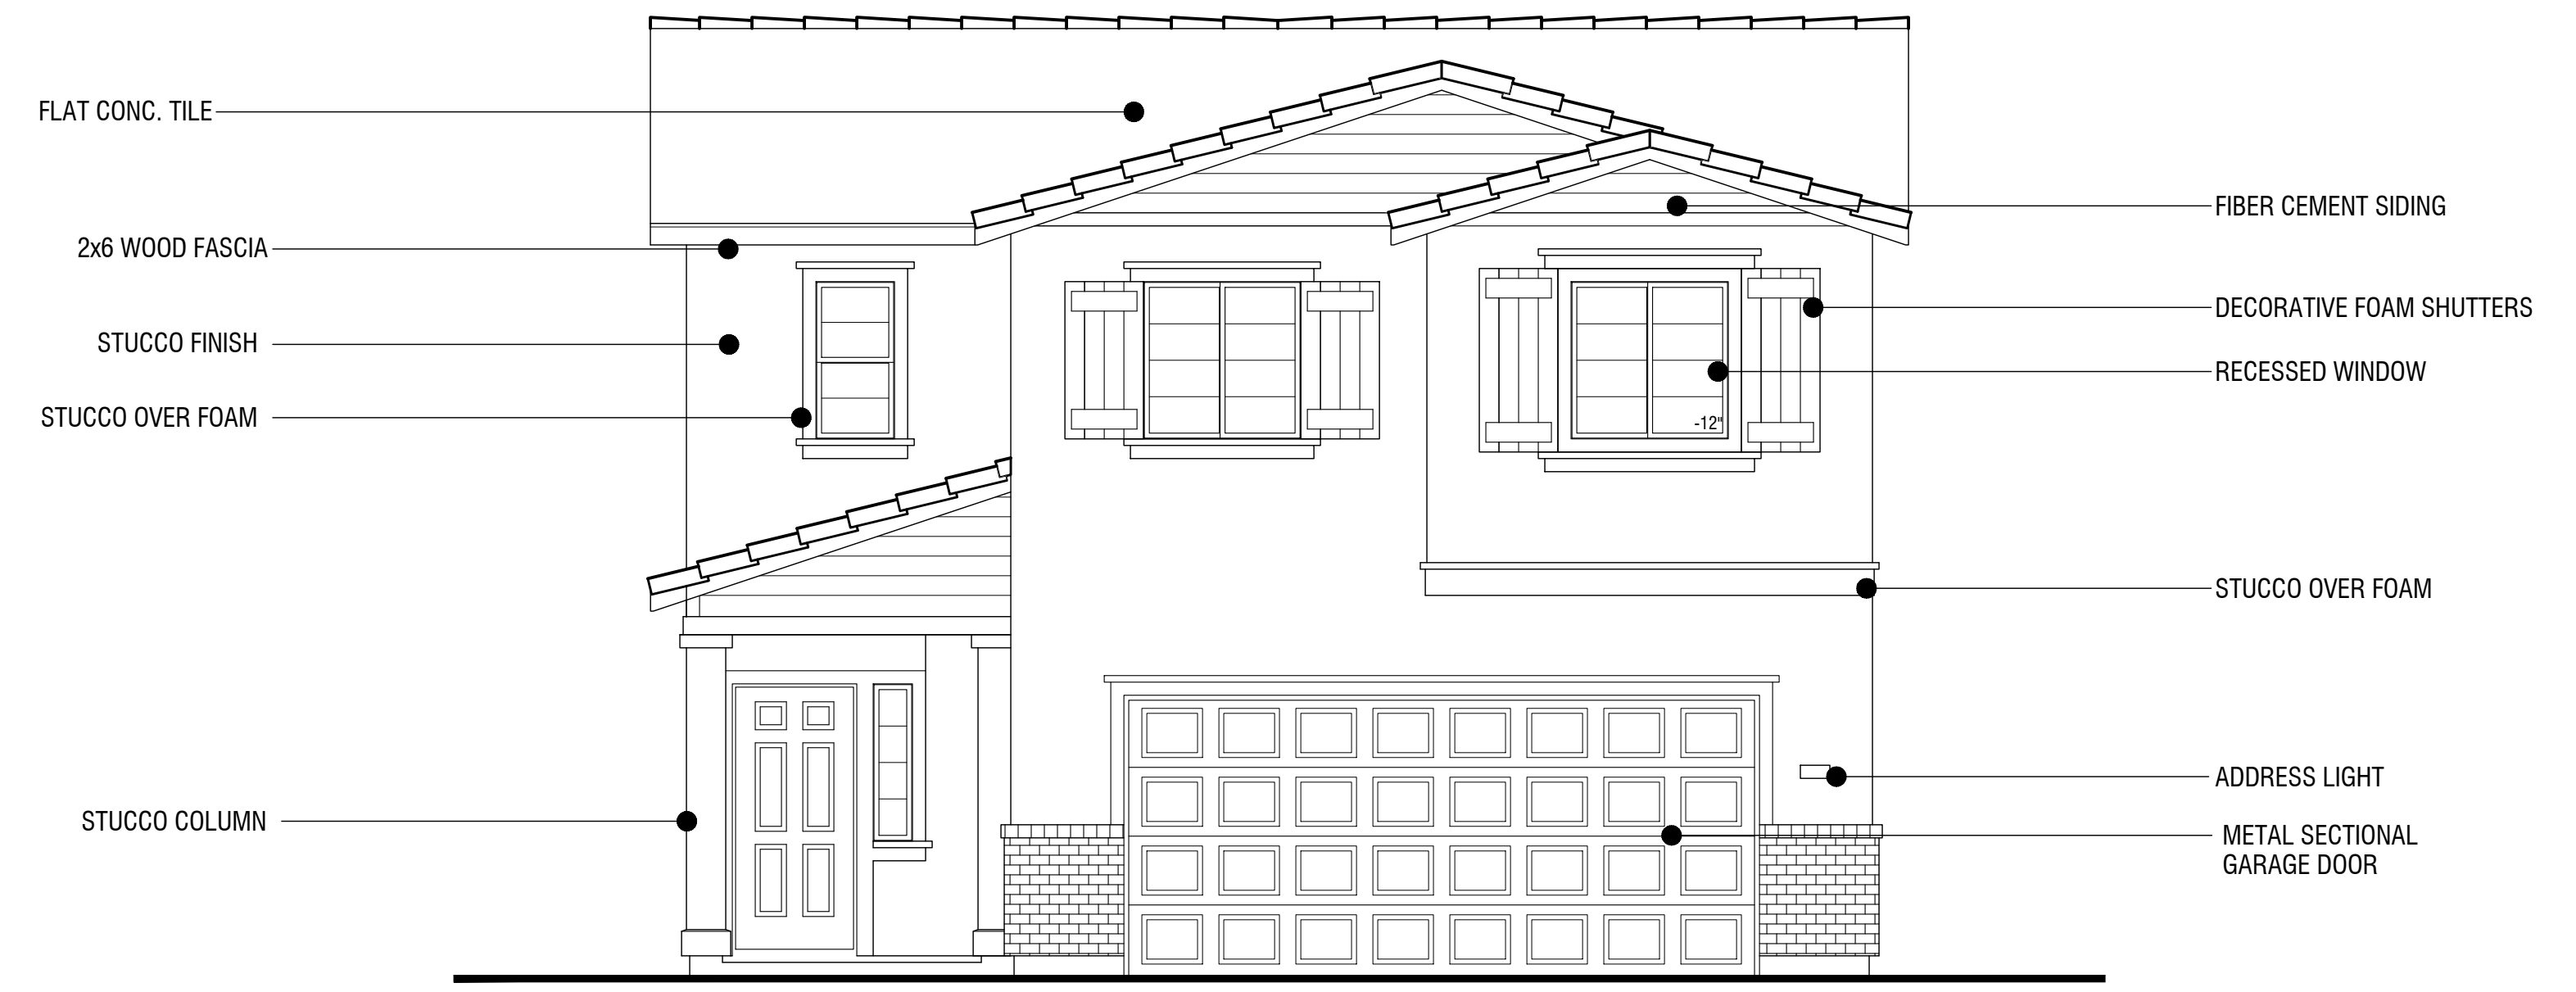 FLAT CONC. TILE
2x6 WOOD FASCIA
STUCCO FINISH
STUCCO OVER FOAM
STUCCO COLUMN
FIBER CEMENT SIDING
DECORATIVE FOAM SHUTTERS
RECESSED WINDOW
-12"
STUCCO OVER FOAM
ADDRESS LIGHT
METAL SECTIONAL
GARAGE DOOR